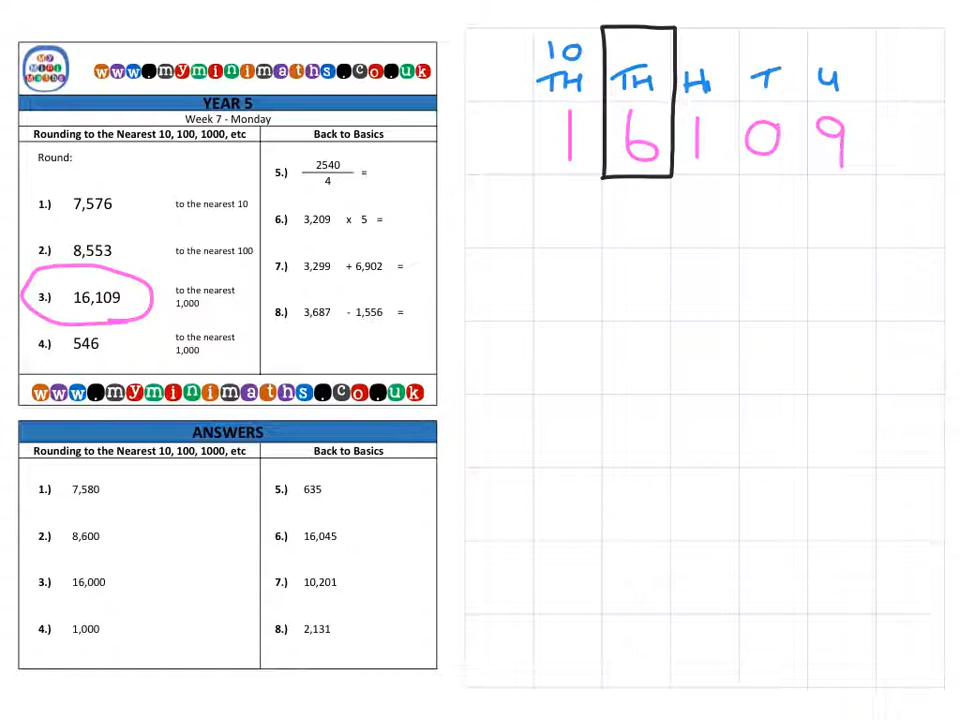 My
Mini
Maths
www.myminimaths.co.uk
YEAR 5
Week 7 - Monday
Rounding to the Nearest 10, 100, 1000, etc
Back to Basics
Round:
1.) 7,576 to the nearest 10
2.) 8,553 to the nearest 100
3.) 16,109 to the nearest
1,000
4.) 546 to the nearest
1,000
5.) 2540
4 =
6.) 3,209 x 5 =
7.) 3,299 + 6,902 =
8.) 3,687 - 1,556 =
www.myminimaths.co.uk
ANSWERS
Rounding to the Nearest 10, 100, 1000, etc
Back to Basics
1.) 7,580
2.) 8,600
3.) 16,000
4.) 1,000
5.) 635
6.) 16,045
7.) 10,201
8.) 2,131
10
TH TH H T U
1 6 1 0 9